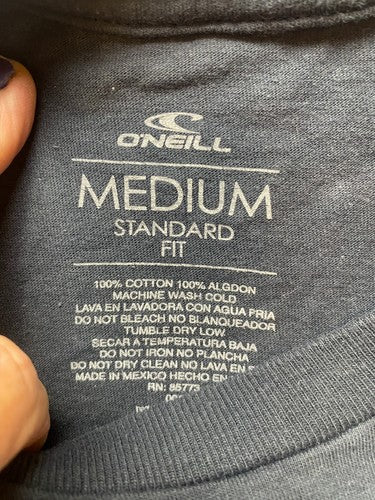 O'NEILL
MEDIUM
STANDARD
FIT
100% COTTON 100% ALGDON
MACHINE WASH COLD
LAVA EN LAVADORA CON AGUA FRIA
DO NOT BLEACH NO BLANQUEADOR
TUMBLE DRY LOW
SECAR A TEMPERATURA BAJA
DO NOT IRON NO PLANCHA
DO NOT DRY CLEAN NO LAVA EN
MADE IN MEXICO HECHO EN
RN: 85773